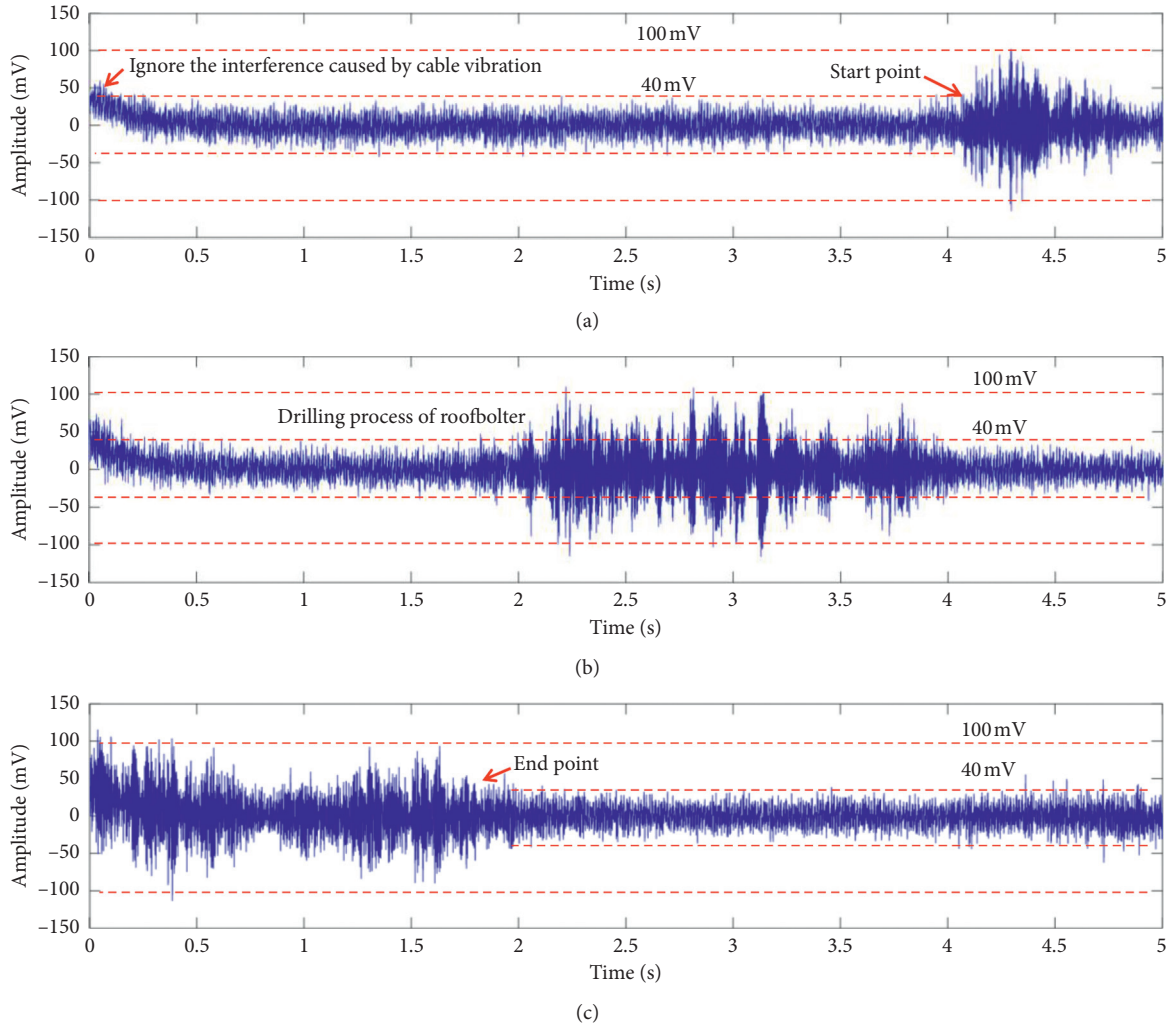 150
100 mV
100
Ignore the interference caused by cable vibration
Start point
50
40 mV
0
Amplitude (mV)
−50
−100
−150
0 0.5 1 1.5 2 2.5 3 3.5 4 4.5 5
Time (s)
(a)
150
100 mV
100
Drilling process of roofbolter
50
40 mV
0
Amplitude (mV)
−50
−100
−150
0 0.5 1 1.5 2 2.5 3 3.5 4 4.5 5
Time (s)
(b)
150
100 mV
100
End point
50
40 mV
0
Amplitude (mV)
−50
−100
−150
0 0.5 1 1.5 2 2.5 3 3.5 4 4.5 5
Time (s)
(c)